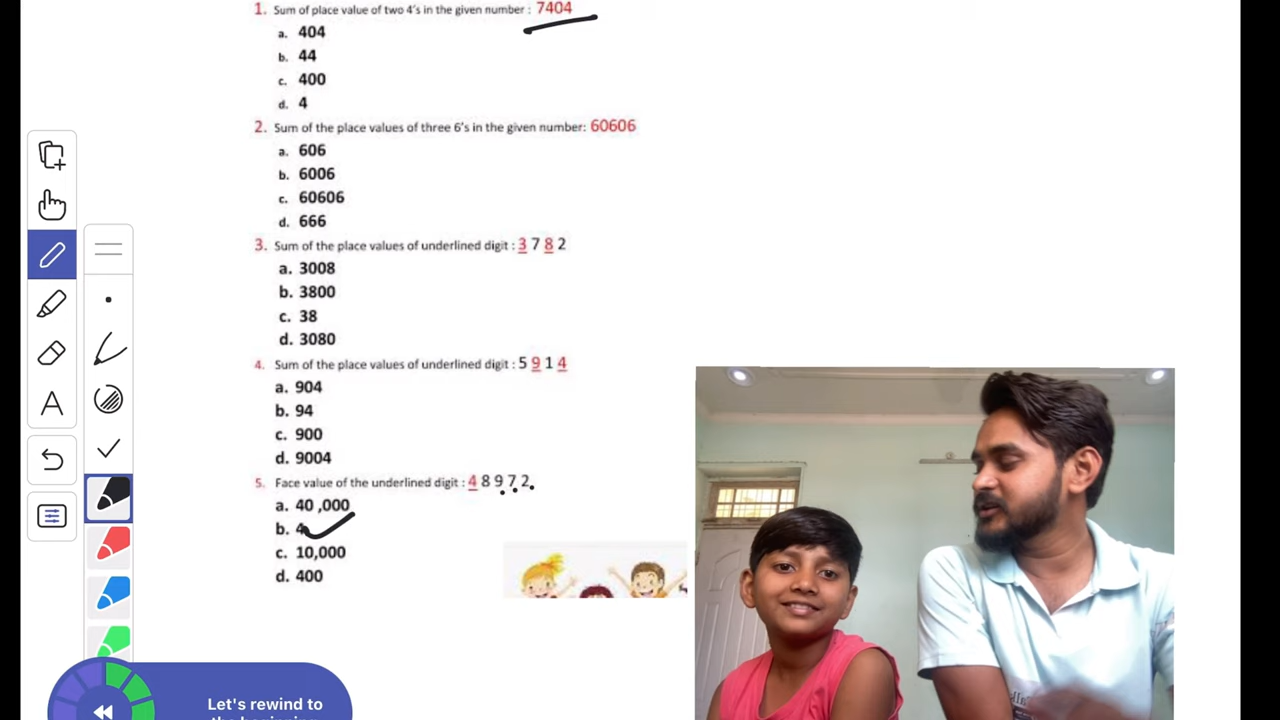 1. Sum of place value of two 4's in the given number : 7404
a. 404
b. 44
c. 400
d. 4
2. Sum of the place values of three 6's in the given number: 60606
a. 606
b. 6006
c. 60606
d. 666
3. Sum of the place values of underlined digit : 3 7 8 2
a. 3008
b. 3800
c. 38
d. 3080
4. Sum of the place values of underlined digit : 5 9 1 4
a. 904
b. 94
c. 900
d. 9004
5. Face value of the underlined digit : 4 8 9 7 2
a. 40 ,000
b. 4
c. 10,000
d. 400
A
Let's rewind to
the beginning